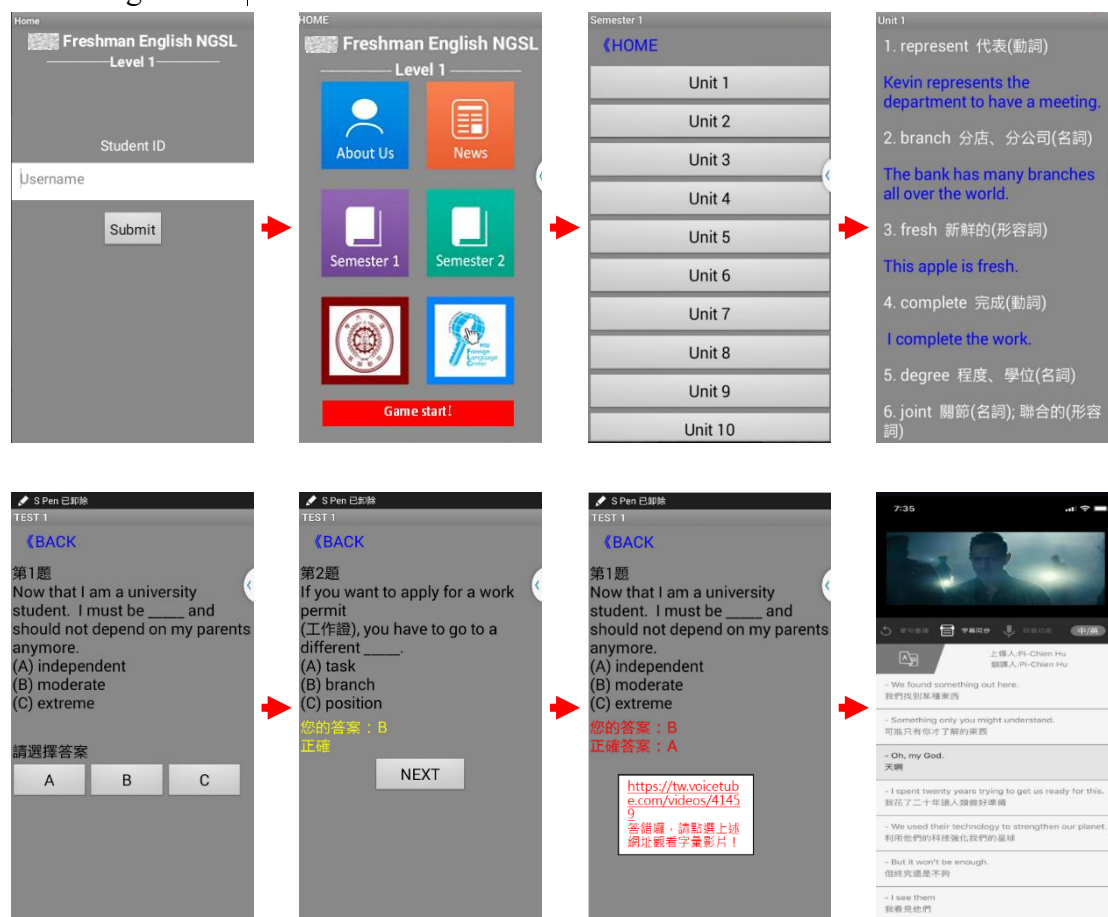 Home
Freshman English NGSL
Level 1
Student ID
Username
Submit
HOME
Freshman English NGSL
Level 1
About Us
News
Semester 1
Semester 2
Foreign
Language
Center
Game start!
Semester 1
《HOME
Unit 1
Unit 2
Unit 3
Unit 4
Unit 5
Unit 6
Unit 7
Unit 8
Unit 9
Unit 10
Unit 1
1. represent 代表(動詞)
Kevin represents the
department to have a meeting.
2. branch 分店、分公司(名詞)
The bank has many branches
all over the world.
3. fresh 新鮮的(形容詞)
This apple is fresh.
4. complete 完成(動詞)
I complete the work.
5. degree 程度、學位(名詞)
6. joint 關節(名詞); 聯合的(形容
詞)
S Pen 已卸除
TEST 1
《BACK
第1題
Now that I am a university
student. I must be _____ and
should not depend on my parents
anymore.
(A) independent
(B) moderate
(C) extreme
請選擇答案
A
B
C
S Pen 已卸除
TEST 1
《BACK
第2題
If you want to apply for a work
permit
(工作證), you have to go to a
different _____.
(A) task
(B) branch
(C) position
您的答案：B
正確
NEXT
S Pen 已卸除
TEST 1
《BACK
第1題
Now that I am a university
student. I must be _____ and
should not depend on my parents
anymore.
(A) independent
(B) moderate
(C) extreme
您的答案：B
正確答案：A
https://tw.voicetub
e.com/videos/4145
9
答錯囉，請點選上述
網址觀看字彙影片！
7:35
字幕同步
中/英
上傳人:Pi-Chien Hu
翻譯人:Pi-Chien Hu
- We found something out here.
我們找到某種東西
- Something only you might understand.
可能只有你才了解的東西
- Oh, my God.
天啊
- I spent twenty years trying to get us ready for this.
我花了二十年讓人類做好準備
- We used their technology to strengthen our planet.
利用他們的科技強化我們的星球
- But it won't be enough.
但終究還是不夠
- I see them
我看見他們